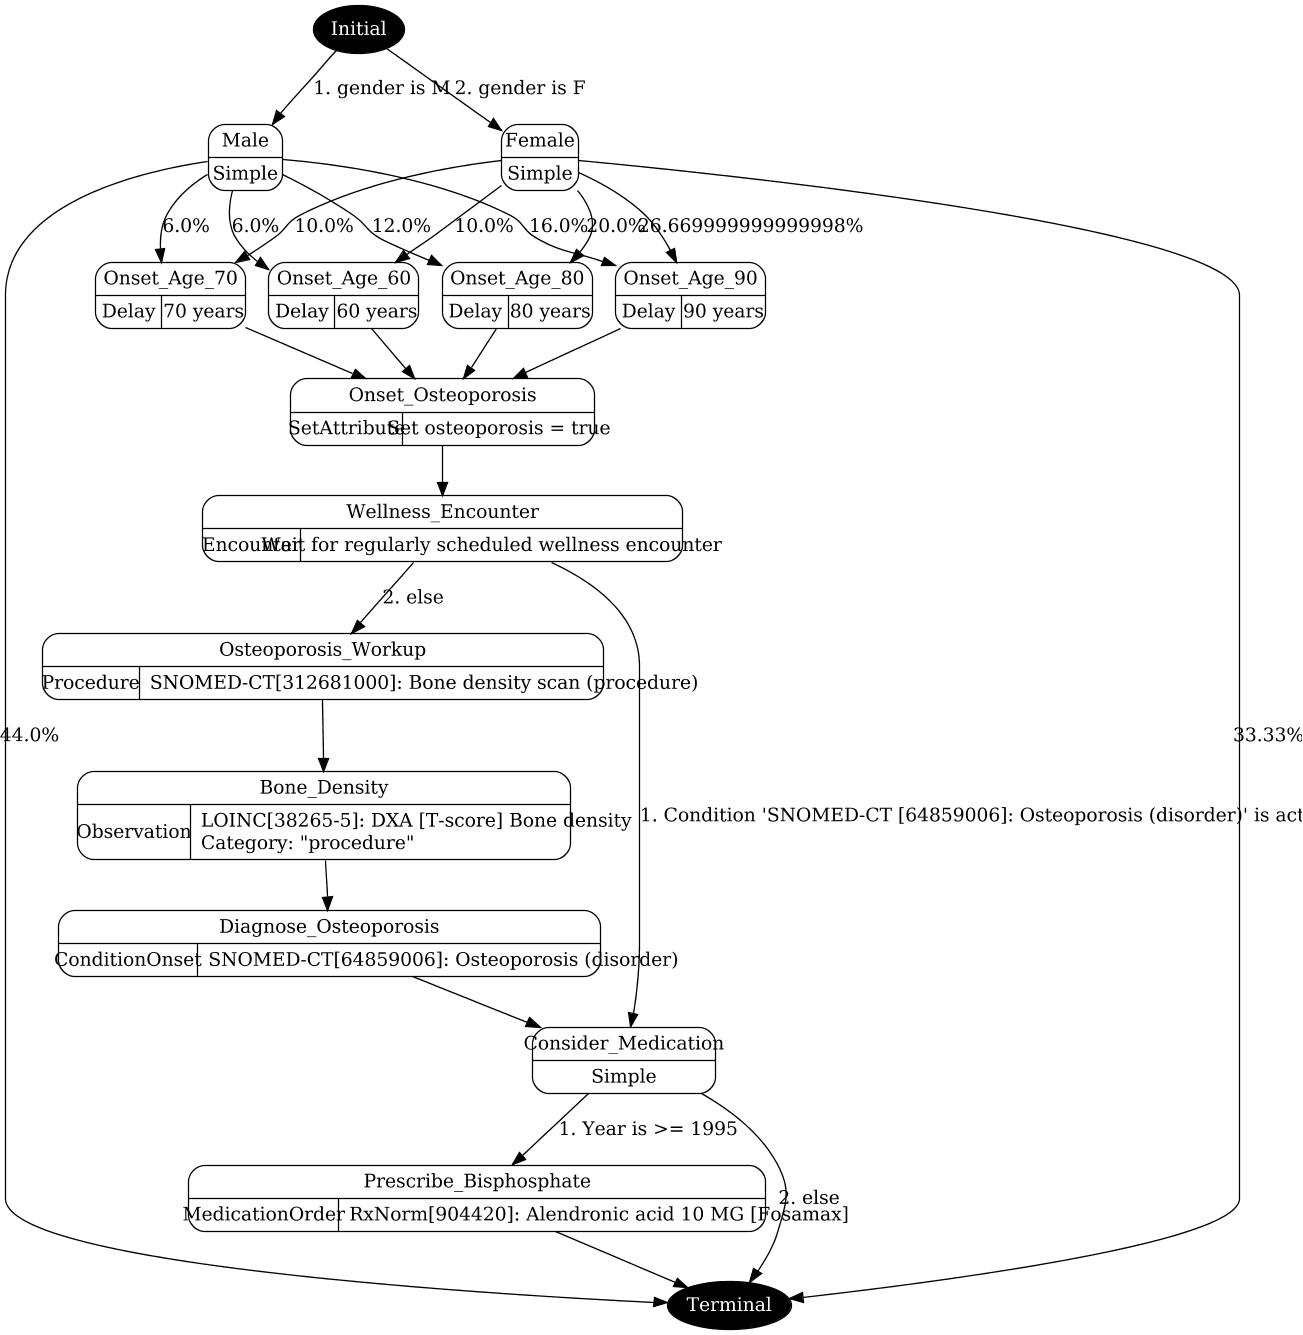 Initial
1. gender is M
2. gender is F
Male
Simple
Female
Simple
6.0%
6.0%
10.0%
12.0%
10.0%
16.0%
20.0%
26.669999999999998%
Onset_Age_70
Delay
70 years
Onset_Age_60
Delay
60 years
Onset_Age_80
Delay
80 years
Onset_Age_90
Delay
90 years
Onset_Osteoporosis
SetAttribute
Set osteoporosis = true
Wellness_Encounter
Encounter
Wait for regularly scheduled wellness encounter
2. else
Osteoporosis_Workup
Procedure
SNOMED-CT[312681000]: Bone density scan (procedure)
44.0%
33.33%
Bone_Density
Observation
LOINC[38265-5]: DXA [T-score] Bone density
Category: "procedure"
1. Condition 'SNOMED-CT [64859006]: Osteoporosis (disorder)' is act
Diagnose_Osteoporosis
ConditionOnset
SNOMED-CT[64859006]: Osteoporosis (disorder)
Consider_Medication
Simple
1. Year is >= 1995
Prescribe_Bisphosphate
MedicationOrder
RxNorm[904420]: Alendronic acid 10 MG [Fosamax]
2. else
Terminal